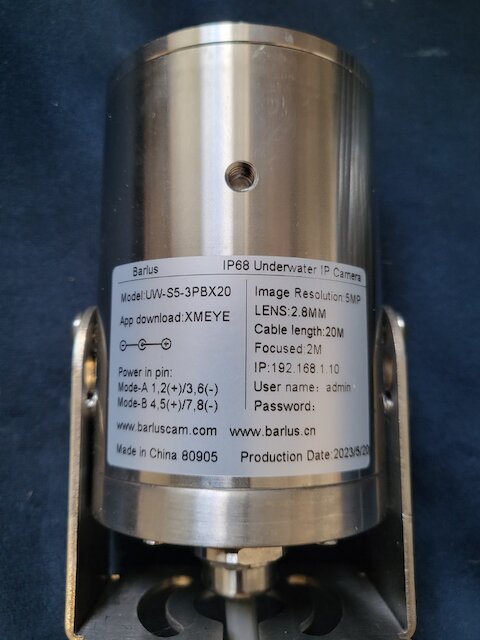 Barlus IP68 Underwater IP Camera
Model:UW-S5-3PBX20
App download:XMEYE
Power in pin:
Mode-A 1,2(+)/3,6(-)
Mode-B 4,5(+)/7,8(-)
Image Resolution:5MP
LENS:2.8MM
Cable length:20M
Focused:2M
IP:192.168.1.10
User name: admin
Password:
www.barluscam.com www.barlus.cn
Made in China 80905 Production Date:2023/5/20